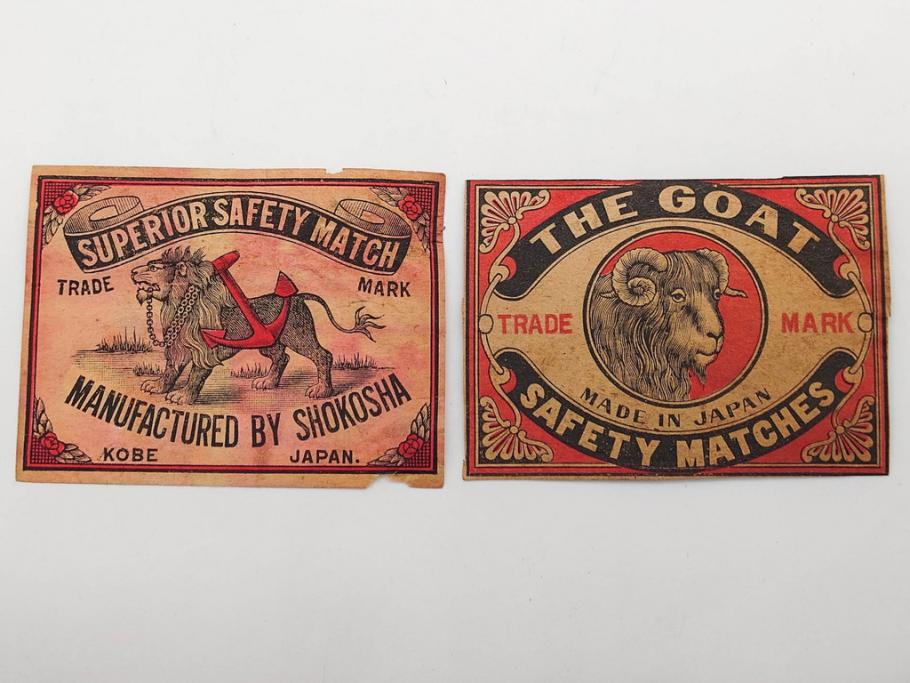 SUPERIOR SAFETY MATCH
TRADE MARK
MANUFACTURED BY SHOKOSHA
KOBE JAPAN.
THE GOAT
TRADE MARK
MADE IN JAPAN
SAFETY MATCHES